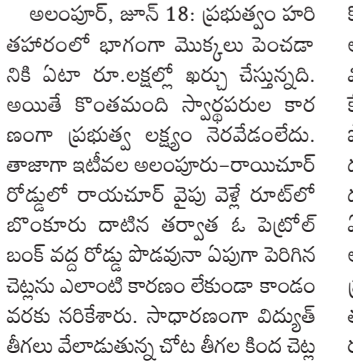 అలంపూర్, జూన్ 18: ప్రభుత్వం హరి
తహారంలో భాగంగా మొక్కలు పెంచడా
నికి ఏటా రూ.లక్షల్లో ఖర్చు చేస్తున్నది.
అయితే కొంతమంది స్వార్థపరుల కార
ణంగా ప్రభుత్వ లక్ష్యం నెరవేడంలేదు.
తాజాగా ఇటీవల అలంపూరు-రాయిచూర్
రోడ్డులో రాయచూర్ వైపు వెళ్లే రూట్‌లో
బొంకూరు దాటిన తర్వాత ఓ పెట్రోల్
బంక్ వద్ద రోడ్డు పొడవునా ఏపుగా పెరిగిన
చెట్లను ఎలాంటి కారణం లేకుండా కాండం
వరకు నరికేశారు. సాధారణంగా విద్యుత్
తీగలు వేలాడుతున్న చోట తీగల కింద చెట్ల